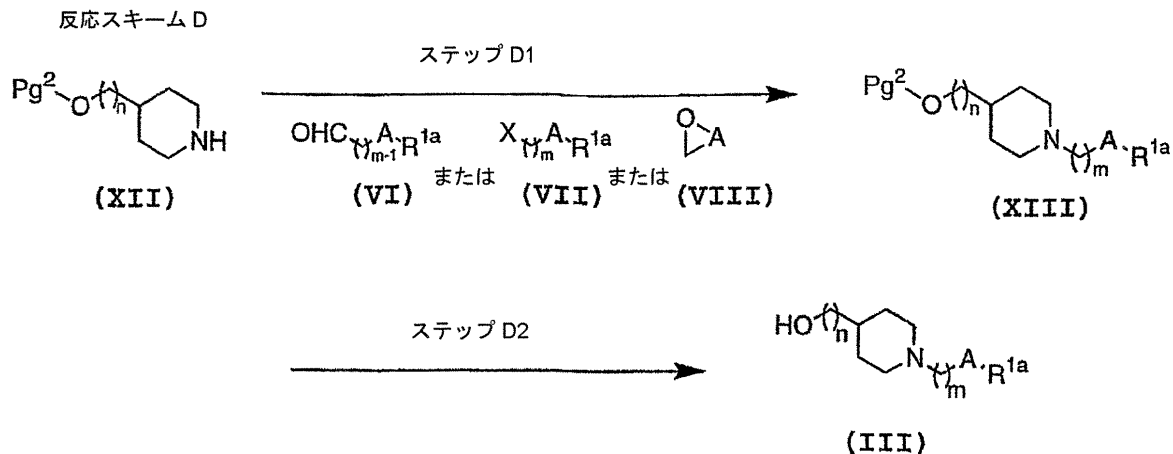 反応スキーム D
ステップ D1
Pg² O ( )n NH
OHC ( )m-1 A R¹ᵃ
X ( )m A R¹ᵃ
O A
Pg² O ( )n N ( )m A R¹ᵃ
(XII)
(VI) または (VII) または (VIII)
(XIII)
ステップ D2
HO ( )n N ( )m A R¹ᵃ
(III)